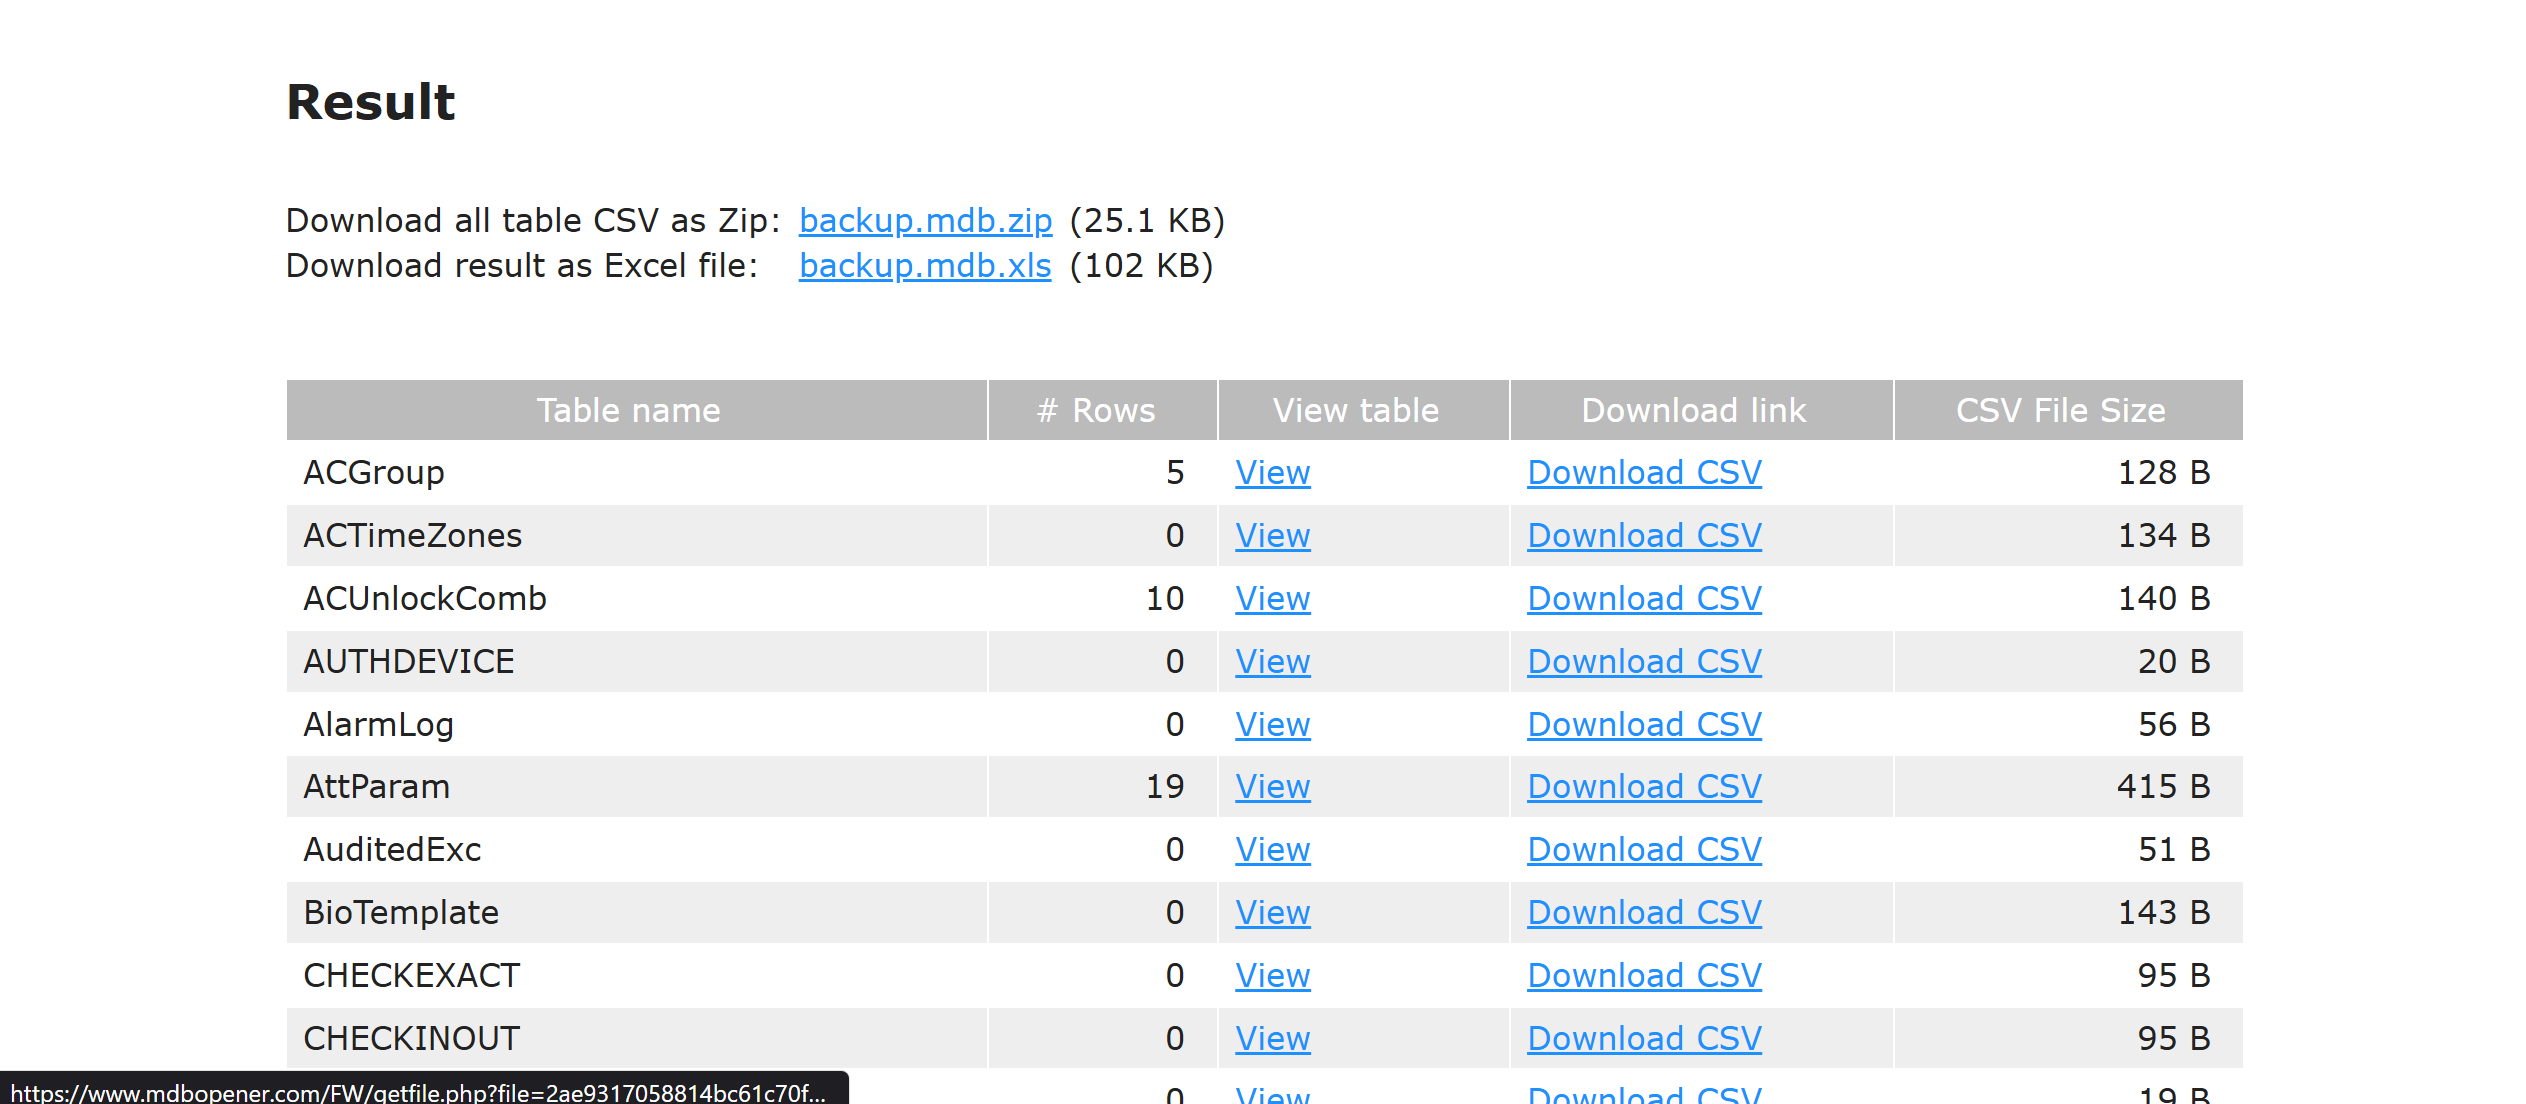 Result
Download all table CSV as Zip: backup.mdb.zip (25.1 KB)
Download result as Excel file: backup.mdb.xls (102 KB)
Table name # Rows View table Download link CSV File Size
ACGroup 5 View Download CSV 128 B
ACTimeZones 0 View Download CSV 134 B
ACUnlockComb 10 View Download CSV 140 B
AUTHDEVICE 0 View Download CSV 20 B
AlarmLog 0 View Download CSV 56 B
AttParam 19 View Download CSV 415 B
AuditedExc 0 View Download CSV 51 B
BioTemplate 0 View Download CSV 143 B
CHECKEXACT 0 View Download CSV 95 B
CHECKINOUT 0 View Download CSV 95 B
0 View Download CSV 19 B
https://www.mdbopener.com/FW/getfile.php?file=2ae9317058814bc61c70f...